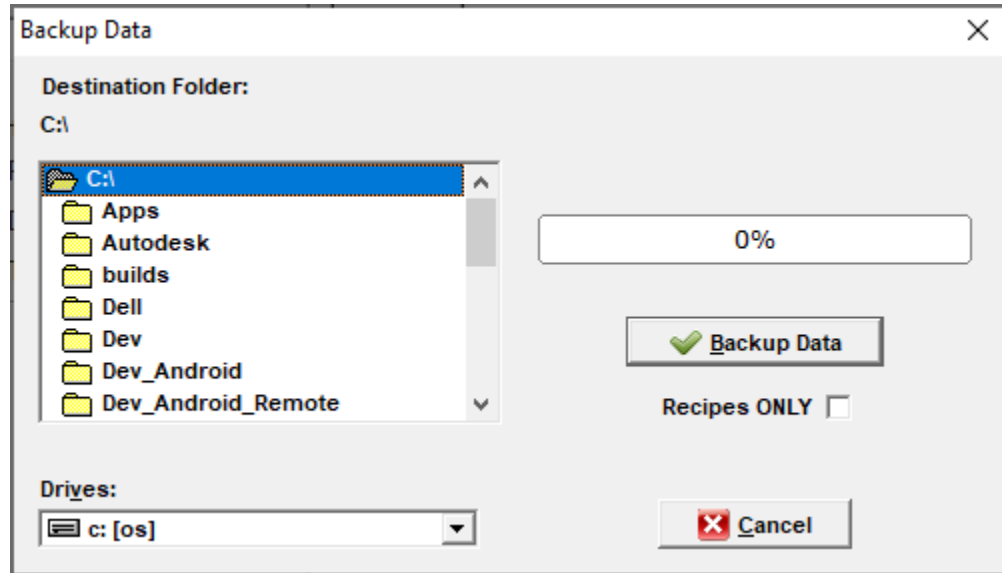 Backup Data
Destination Folder:
C:\
C:\
Apps
Autodesk
builds
Dell
Dev
Dev_Android
Dev_Android_Remote
0%
Backup Data
Recipes ONLY
Drives:
c: [os]
Cancel